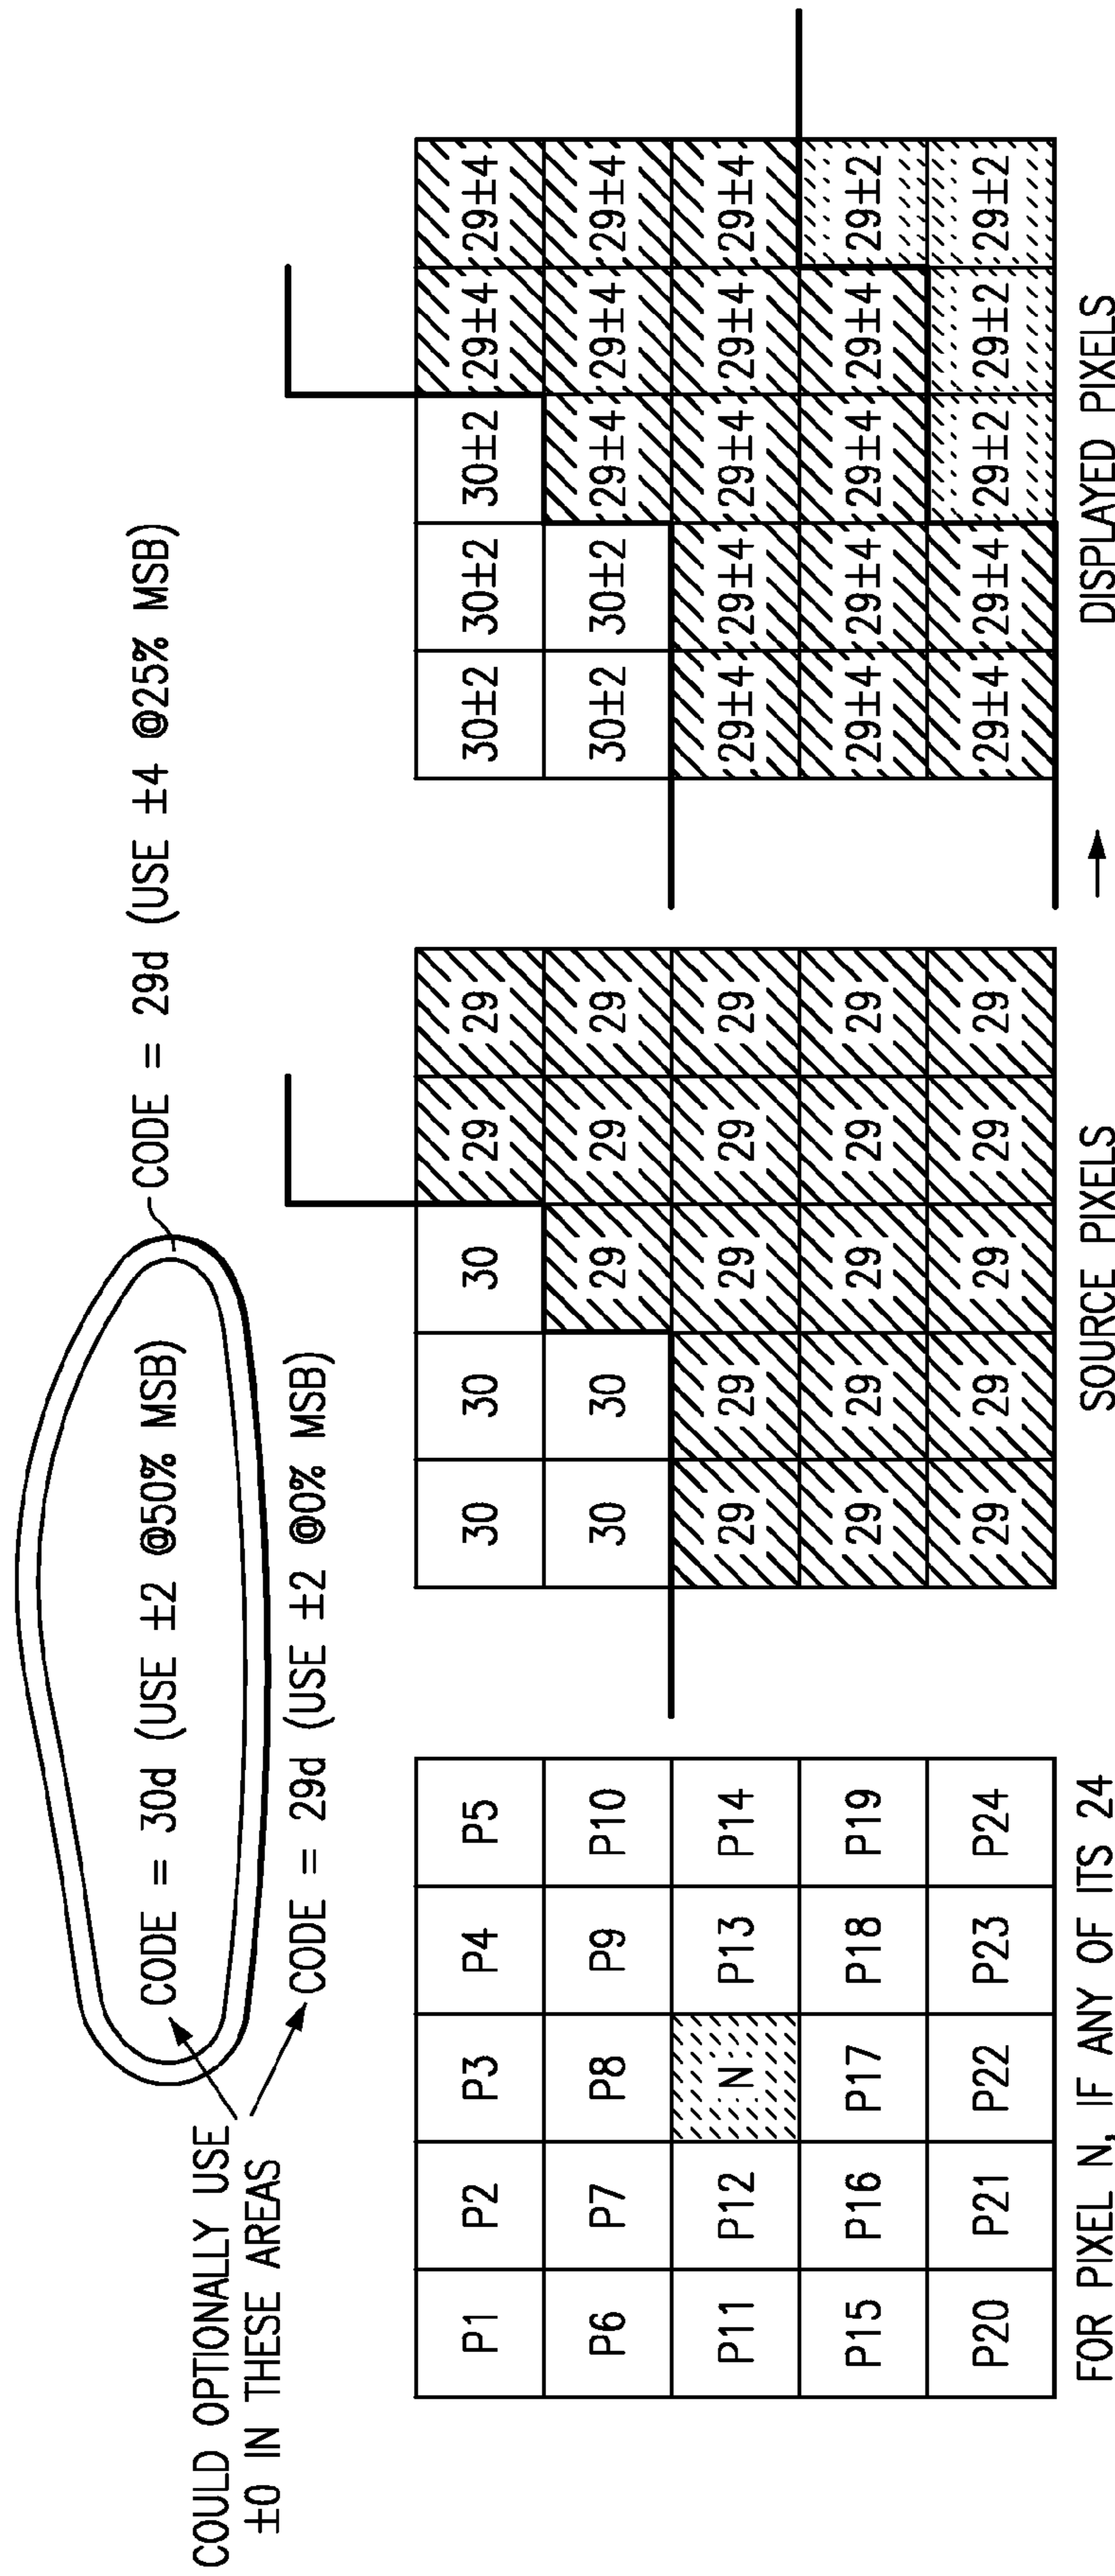 COULD OPTIONALLY USE
±0 IN THESE AREAS
CODE = 30d (USE ±2 @50% MSB)
CODE = 29d (USE ±2 @0% MSB)
CODE = 29d (USE ±4 @25% MSB)
P1 P2 P3 P4 P5
P6 P7 P8 P9 P10
P11 P12 N P13 P14
P15 P16 P17 P18 P19
P20 P21 P22 P23 P24
FOR PIXEL N, IF ANY OF ITS 24
30 30 30 29 29
30 30 29 29 29
29 29 29 29 29
29 29 29 29 29
29 29 29 29 29
SOURCE PIXELS
→
30±2 30±2 30±2 29±4 29±4
30±2 30±2 29±4 29±4 29±4
29±4 29±4 29±4 29±4 29±4
29±4 29±4 29±4 29±4 29±2
29±4 29±4 29±2 29±2 29±2
DISPLAYED PIXELS